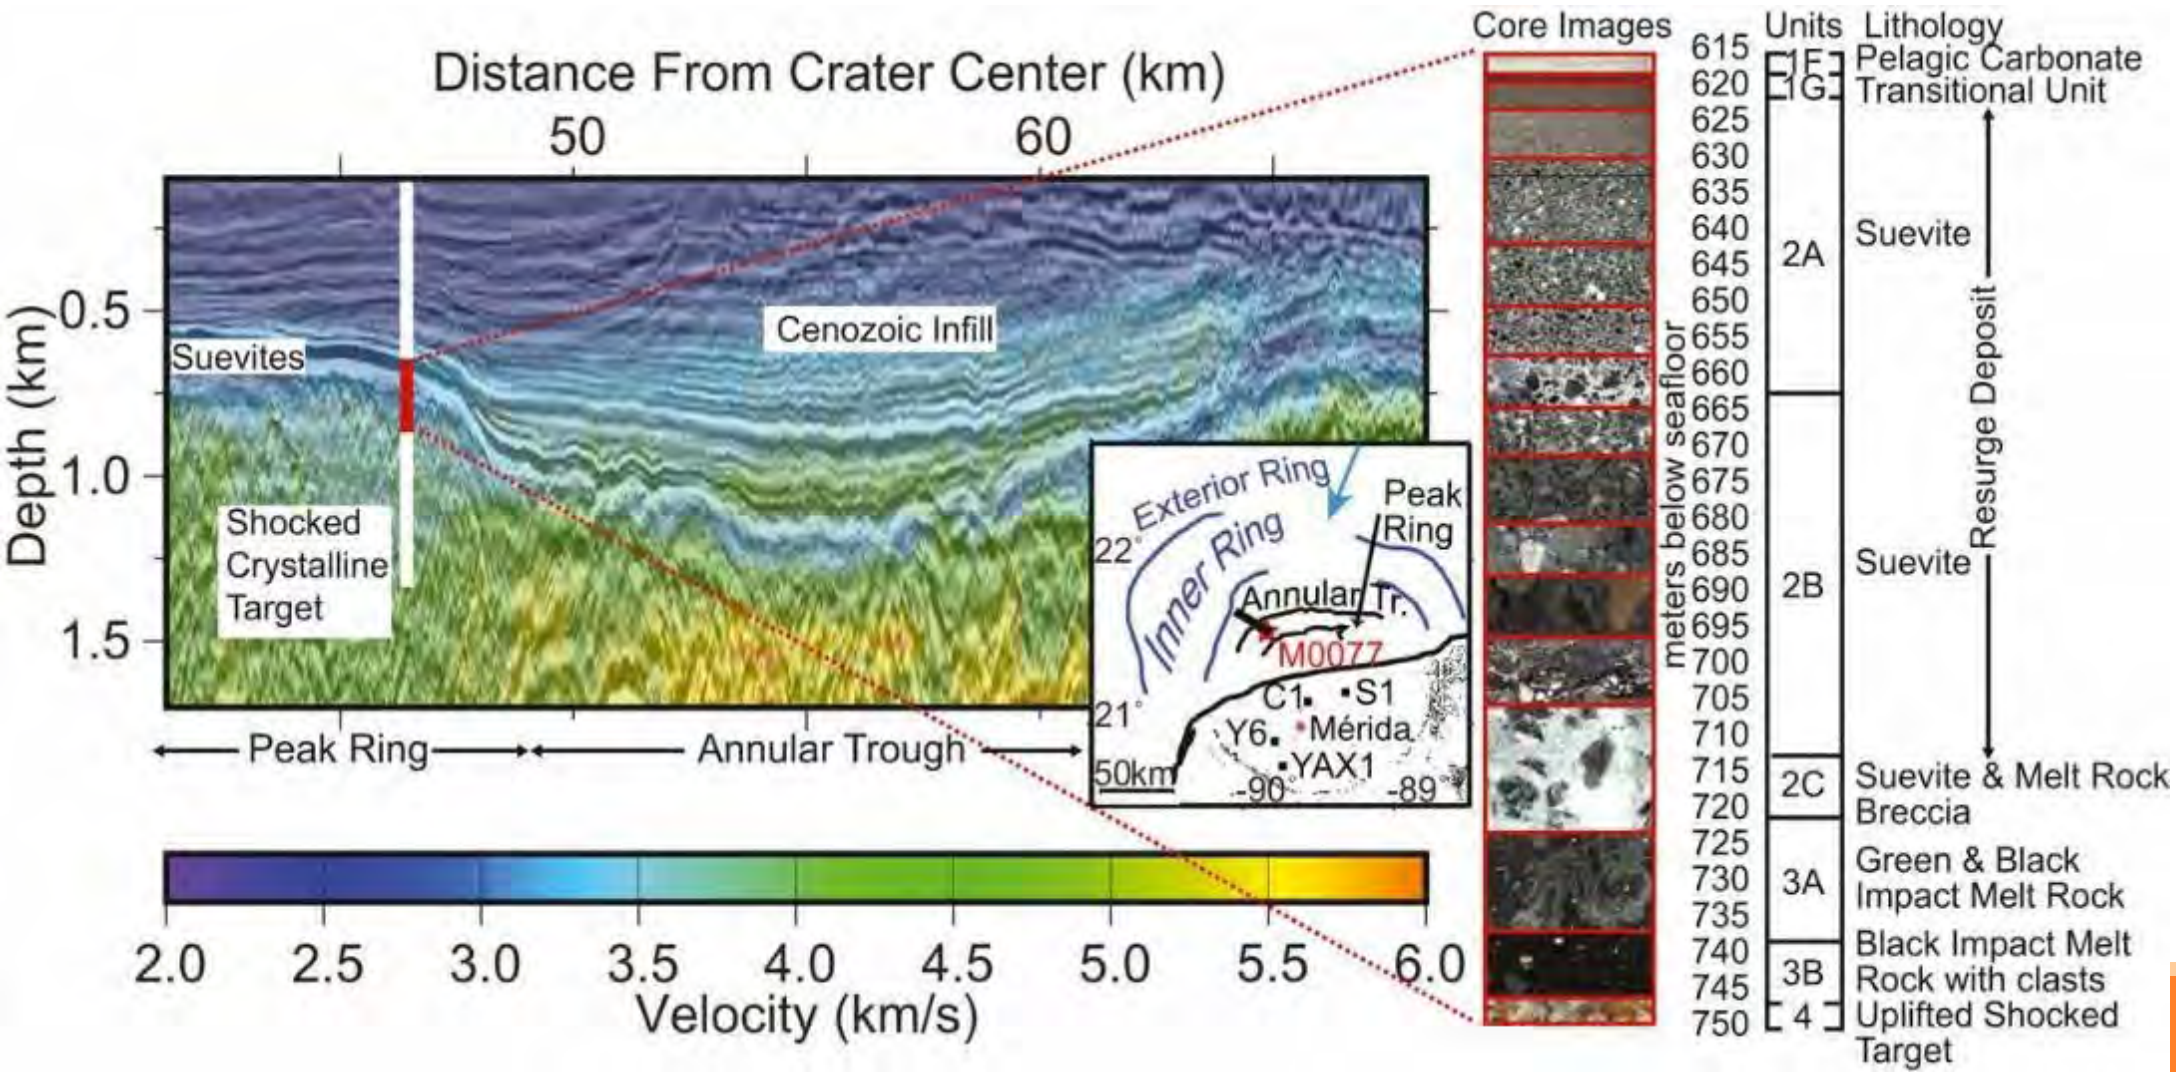 Distance From Crater Center (km)
50
60
Depth (km)
0.5
1.0
1.5
Suevites
Cenozoic Infill
Shocked
Crystalline
Target
Peak Ring
Annular Trough
Exterior Ring
Inner Ring
Peak
Ring
Annular Tr.
M0077
22°
21°
C1
S1
Y6
Mérida
YAX1
50km
-90°
-89°
2.0 2.5 3.0 3.5 4.0 4.5 5.0 5.5 6.0
Velocity (km/s)
Core Images
Units
Lithology
meters below seafloor
615
620
625
630
635
640
645
650
655
660
665
670
675
680
685
690
695
700
705
710
715
720
725
730
735
740
745
750
1F
1G
2A
2B
2C
3A
3B
4
Pelagic Carbonate
Transitional Unit
Suevite
Resurge Deposit
Suevite
Suevite & Melt Rock
Breccia
Green & Black
Impact Melt Rock
Black Impact Melt
Rock with clasts
Uplifted Shocked
Target